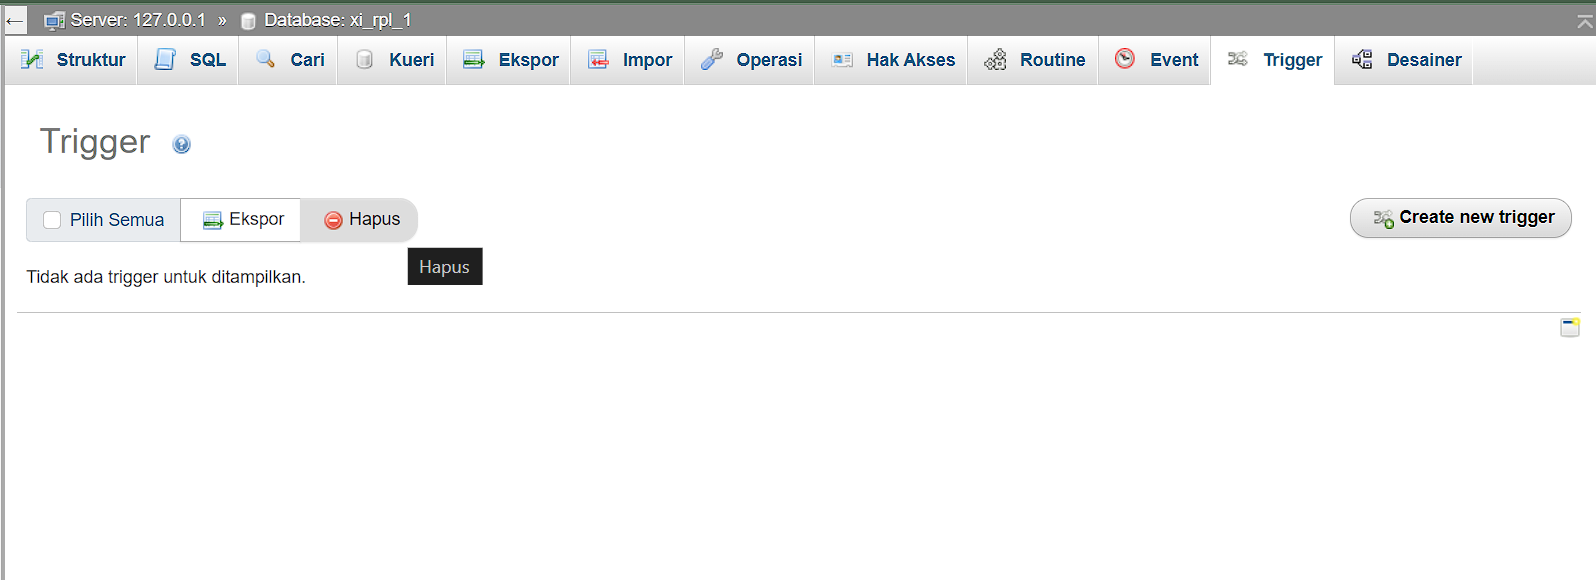 ← Server: 127.0.0.1 » Database: xi_rpl_1
Struktur SQL Cari Kueri Ekspor Impor Operasi Hak Akses Routine Event Trigger Desainer
Trigger
Pilih Semua Ekspor Hapus Create new trigger
Hapus
Tidak ada trigger untuk ditampilkan.